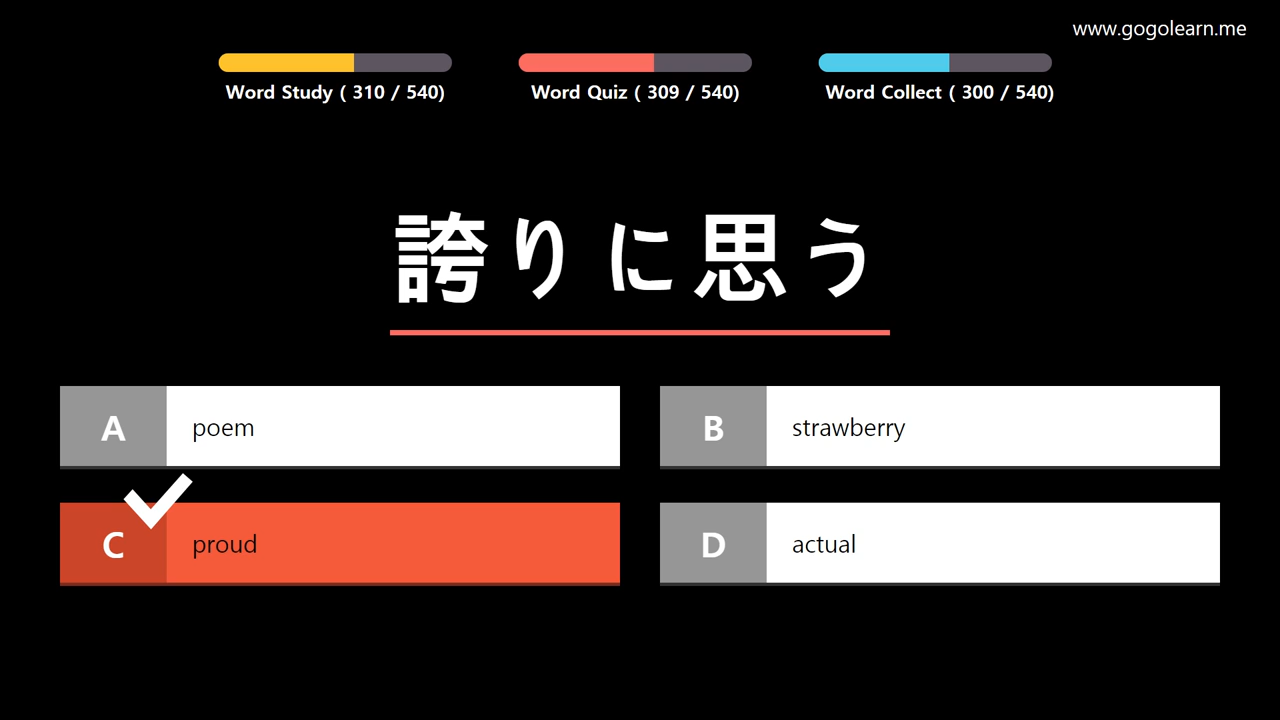 www.gogolearn.me
Word Study ( 310 / 540)
Word Quiz ( 309 / 540)
Word Collect ( 300 / 540)
誇りに思う
A poem
B strawberry
C proud
D actual